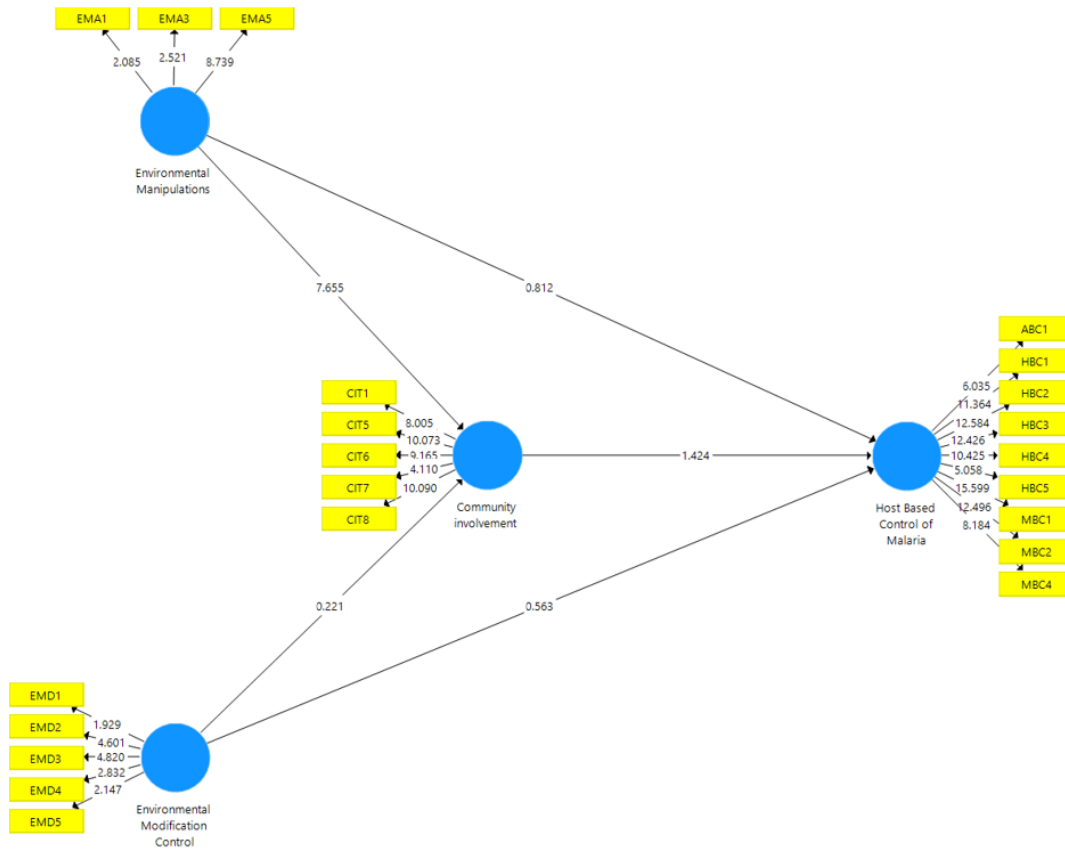 EMA1 EMA3 EMA5
2.085 2.521 8.739
Environmental
Manipulations
7.655
0.812
CIT1
CIT5
CIT6
CIT7
CIT8
8.005
10.073
9.165
4.110
10.090
Community
involvement
1.424
ABC1
HBC1
HBC2
HBC3
HBC4
HBC5
MBC1
MBC2
MBC4
6.035
11.364
12.584
12.426
10.425
5.058
15.599
12.496
8.184
Host Based
Control of
Malaria
0.221
0.563
EMD1
EMD2
EMD3
EMD4
EMD5
1.929
4.601
4.820
2.832
2.147
Environmental
Modification
Control